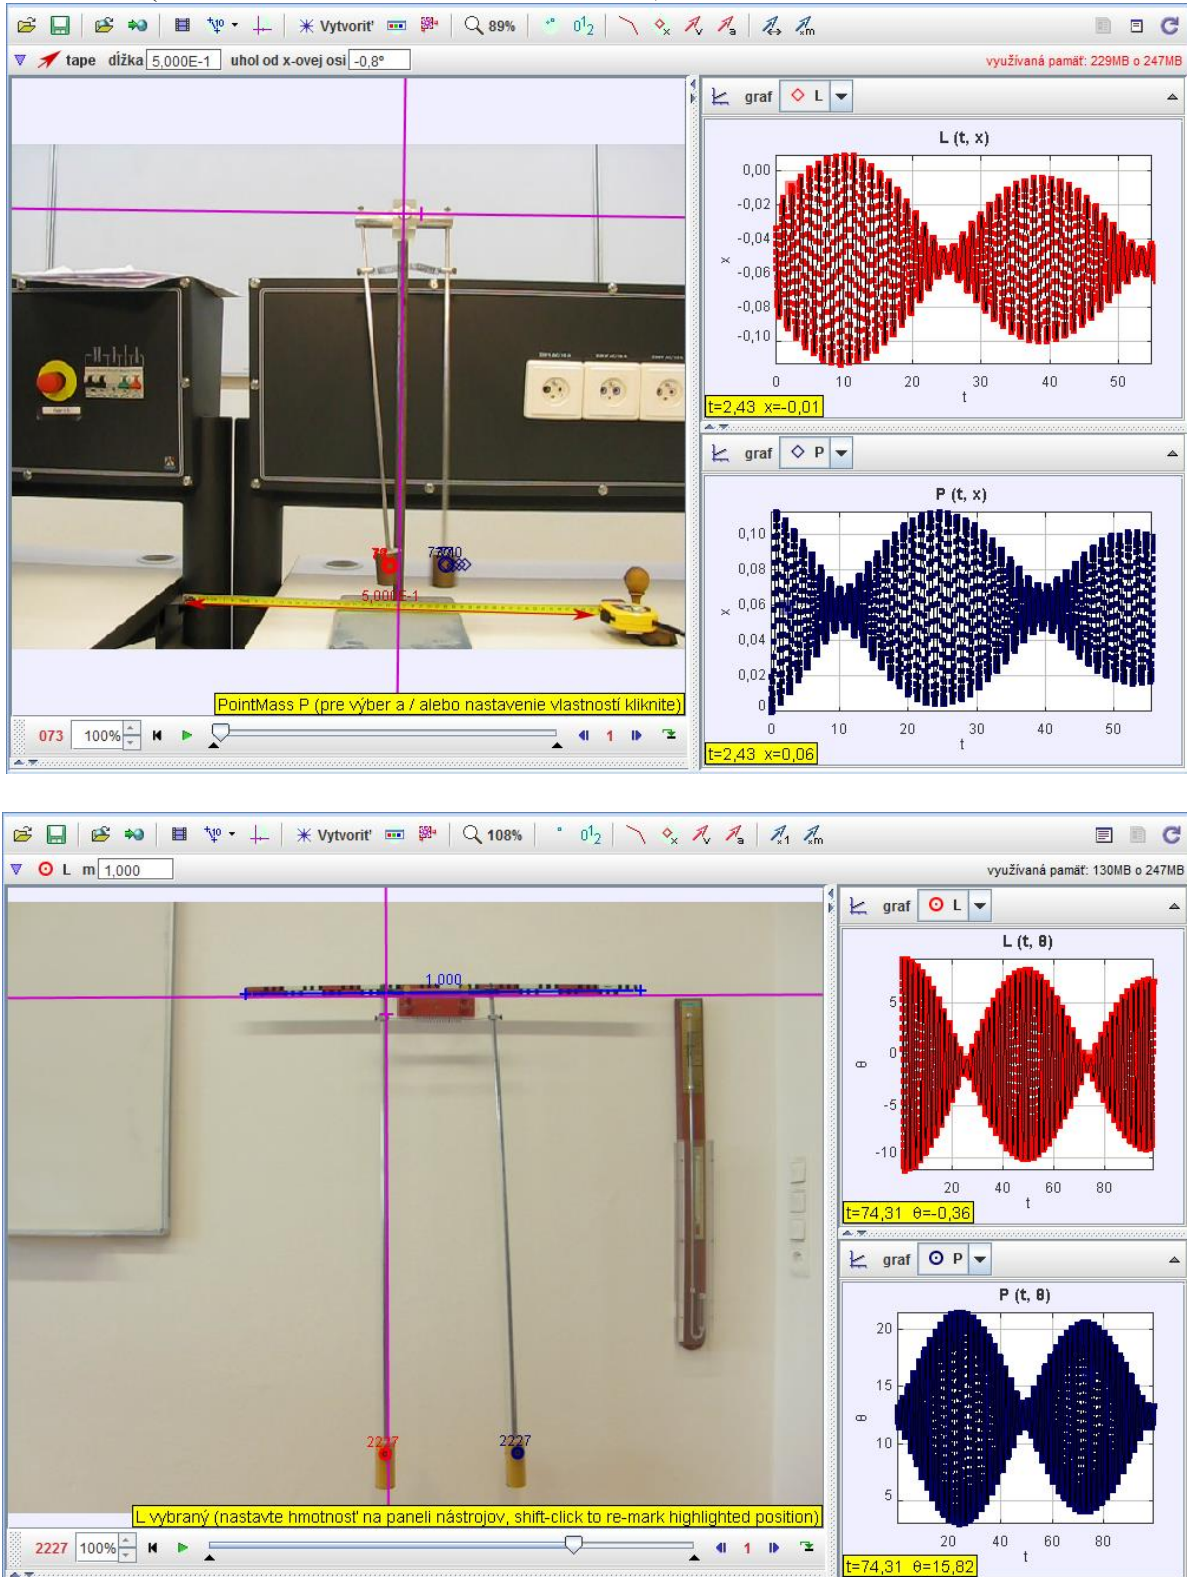 Vytvoriť 89%
tape dĺžka 5,000E-1 uhol od x-ovej osi -0,8° využívaná pamäť: 229MB o 247MB
graf L
L (t, x)
0,00
-0,02
-0,04
-0,06
-0,08
-0,10
x
0 10 20 30 40 50
t
t=2,43 x=-0,01
graf P
P (t, x)
0,10
0,08
0,06
0,04
0,02
0
x
0 10 20 30 40 50
t
t=2,43 x=0,06
5,000E-1
PointMass P (pre výber a / alebo nastavenie vlastností kliknite)
073 100% 1
Vytvoriť 108%
L m 1,000 využívaná pamäť: 130MB o 247MB
1,000
graf L
L (t, θ)
5
0
-5
-10
θ
20 40 60 80
t
t=74,31 θ=-0,36
graf P
P (t, θ)
20
15
10
5
θ
20 40 60 80
t
t=74,31 θ=15,82
2227 2227
L vybraný (nastavte hmotnosť na paneli nástrojov, shift-click to re-mark highlighted position)
2227 100% 1